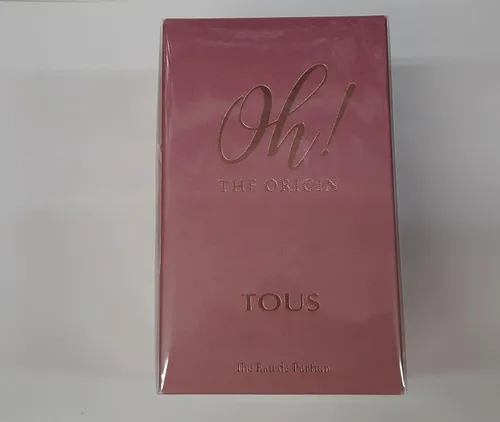 Oh!
THE ORIGIN
TOUS
The Eau de Parfum